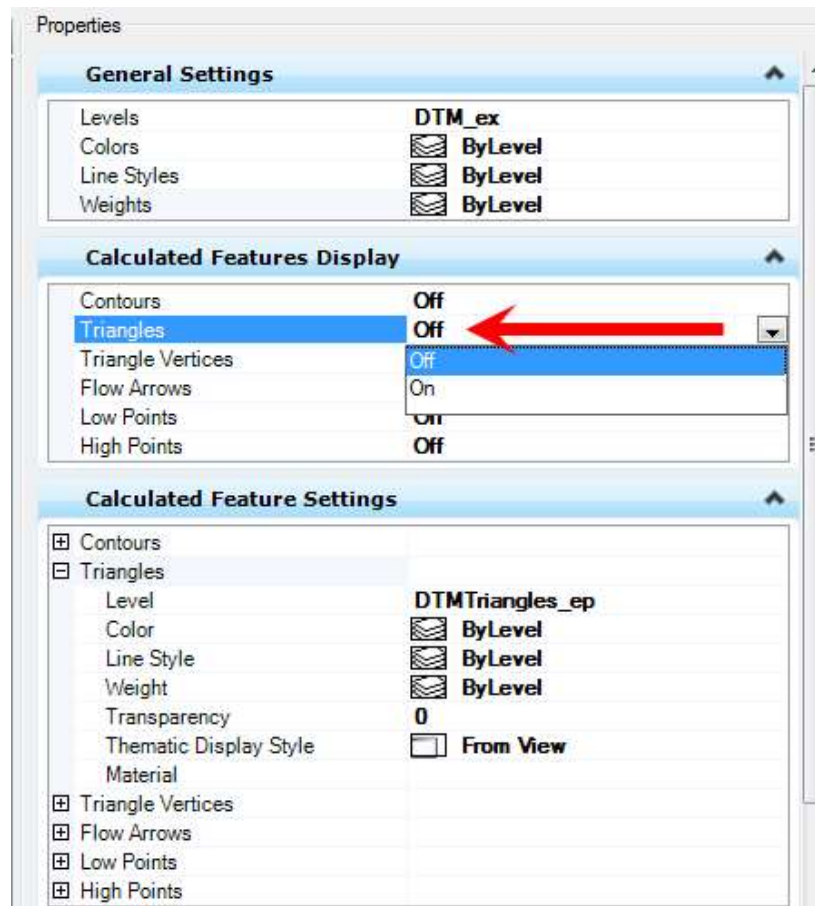 Properties
General Settings
Levels DTM_ex
Colors ByLevel
Line Styles ByLevel
Weights ByLevel
Calculated Features Display
Contours Off
Triangles Off
Triangle Vertices Off
Flow Arrows On
Low Points Off
High Points Off
Calculated Feature Settings
Contours
Triangles
Level DTMTriangles_ep
Color ByLevel
Line Style ByLevel
Weight ByLevel
Transparency 0
Thematic Display Style From View
Material
Triangle Vertices
Flow Arrows
Low Points
High Points